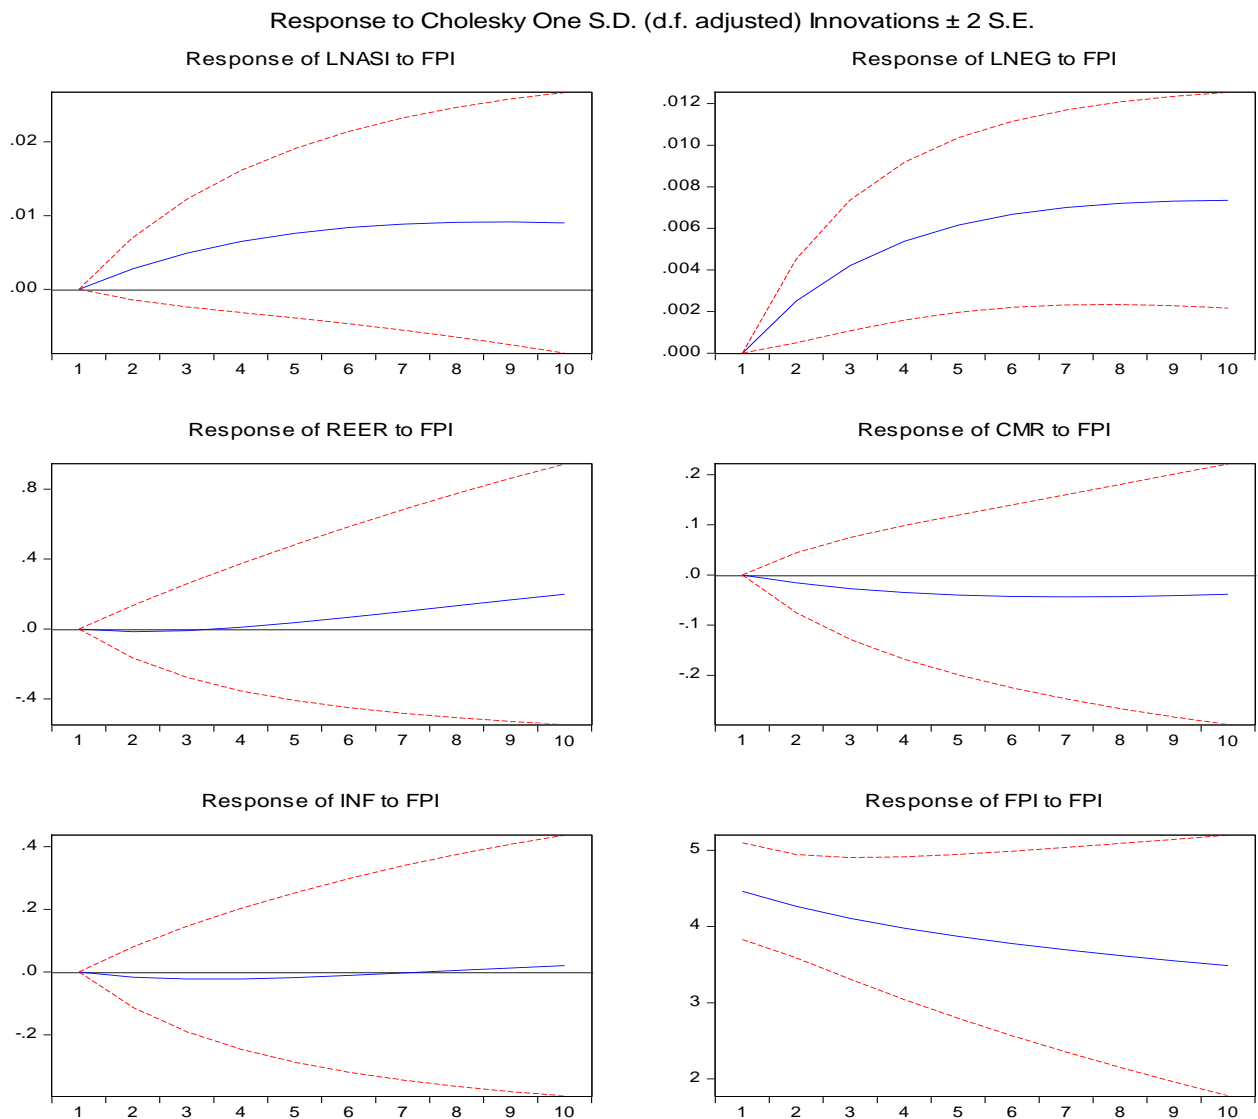 Response to Cholesky One S.D. (d.f. adjusted) Innovations ± 2 S.E.
Response of LNASI to FPI
.02
.01
.00
1 2 3 4 5 6 7 8 9 10
Response of LNEG to FPI
.012
.010
.008
.006
.004
.002
.000
1 2 3 4 5 6 7 8 9 10
Response of REER to FPI
.8
.4
.0
-.4
1 2 3 4 5 6 7 8 9 10
Response of CMR to FPI
.2
.1
.0
-.1
-.2
1 2 3 4 5 6 7 8 9 10
Response of INF to FPI
.4
.2
.0
-.2
1 2 3 4 5 6 7 8 9 10
Response of FPI to FPI
5
4
3
2
1 2 3 4 5 6 7 8 9 10